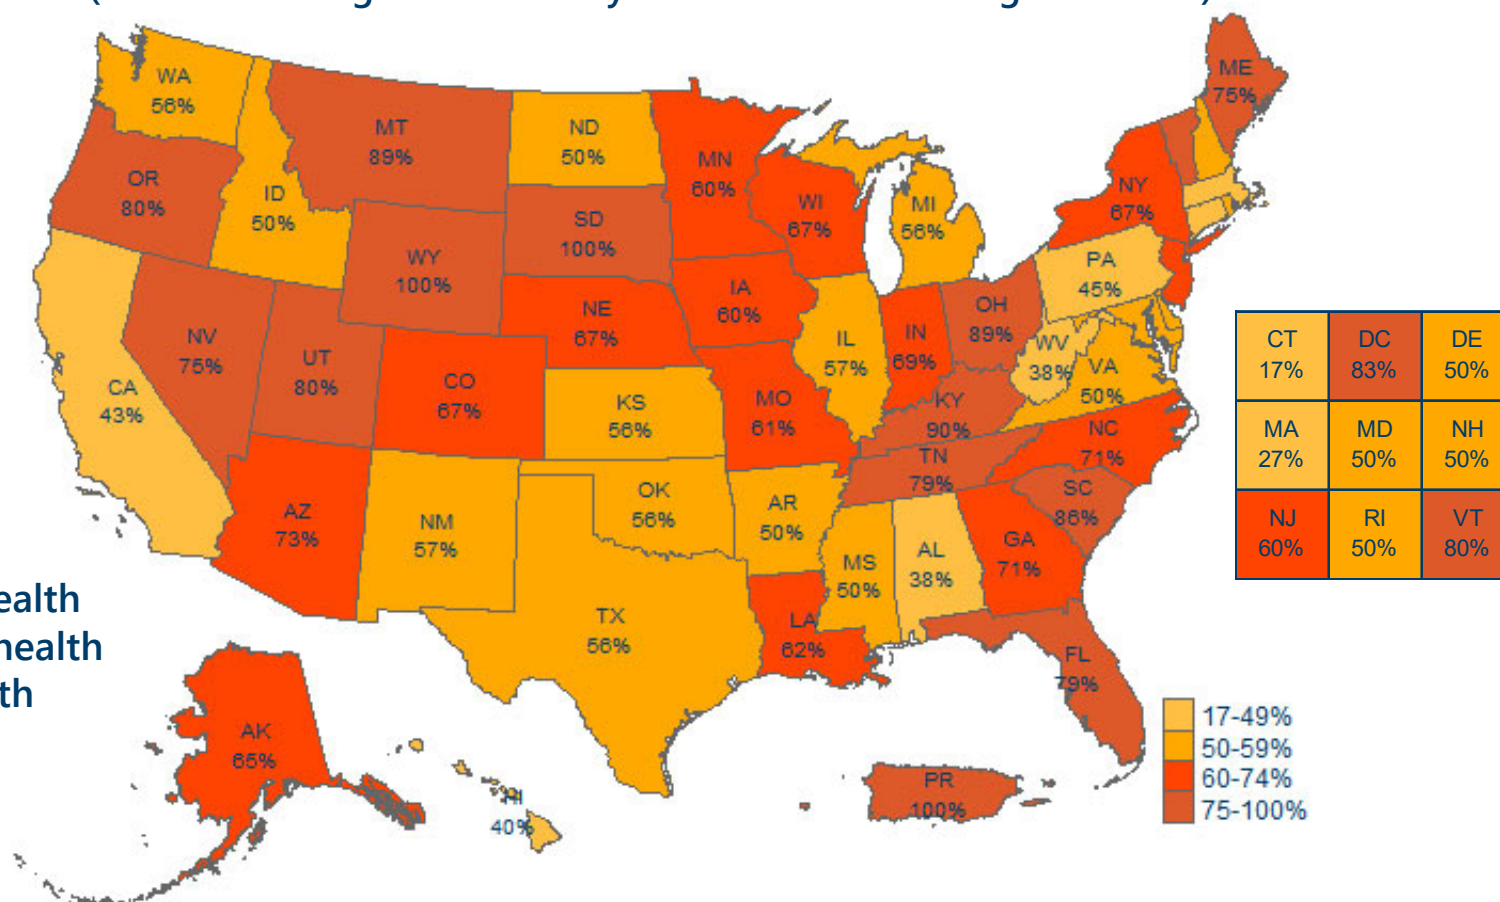 WA
56%
OR
80%
CA
43%
ID
50%
NV
75%
MT
89%
WY
100%
UT
80%
AZ
73%
CO
67%
NM
57%
ND
50%
SD
100%
NE
67%
KS
56%
OK
56%
TX
56%
MN
60%
IA
60%
MO
61%
AR
50%
LA
62%
WI
67%
IL
57%
MS
50%
MI
56%
IN
69%
KY
90%
TN
79%
AL
38%
OH
89%
WV
38%
VA
50%
NC
71%
SC
86%
GA
71%
FL
79%
PA
45%
NY
67%
ME
75%
AK
65%
HI
40%
PR
100%
ealth
health
th
CT DC DE
17% 83% 50%
MA MD NH
27% 50% 50%
NJ RI VT
60% 50% 80%
17-49%
50-59%
60-74%
75-100%